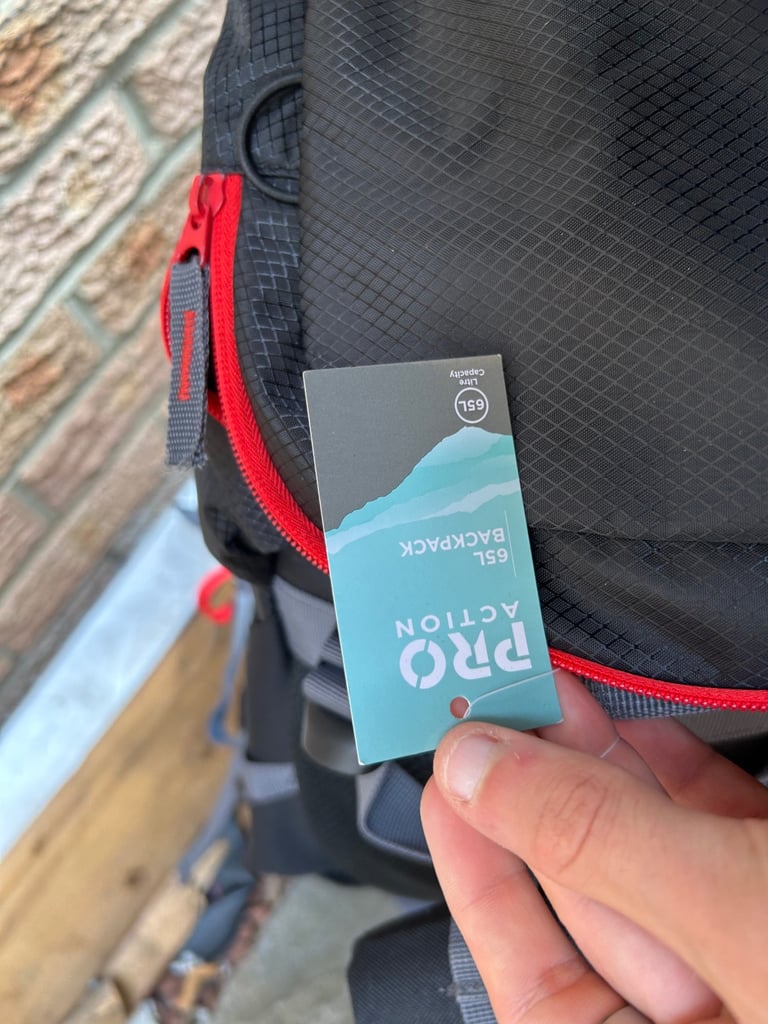 PRO
ACTION
65L
BACKPACK
65L
Litre
Capacity